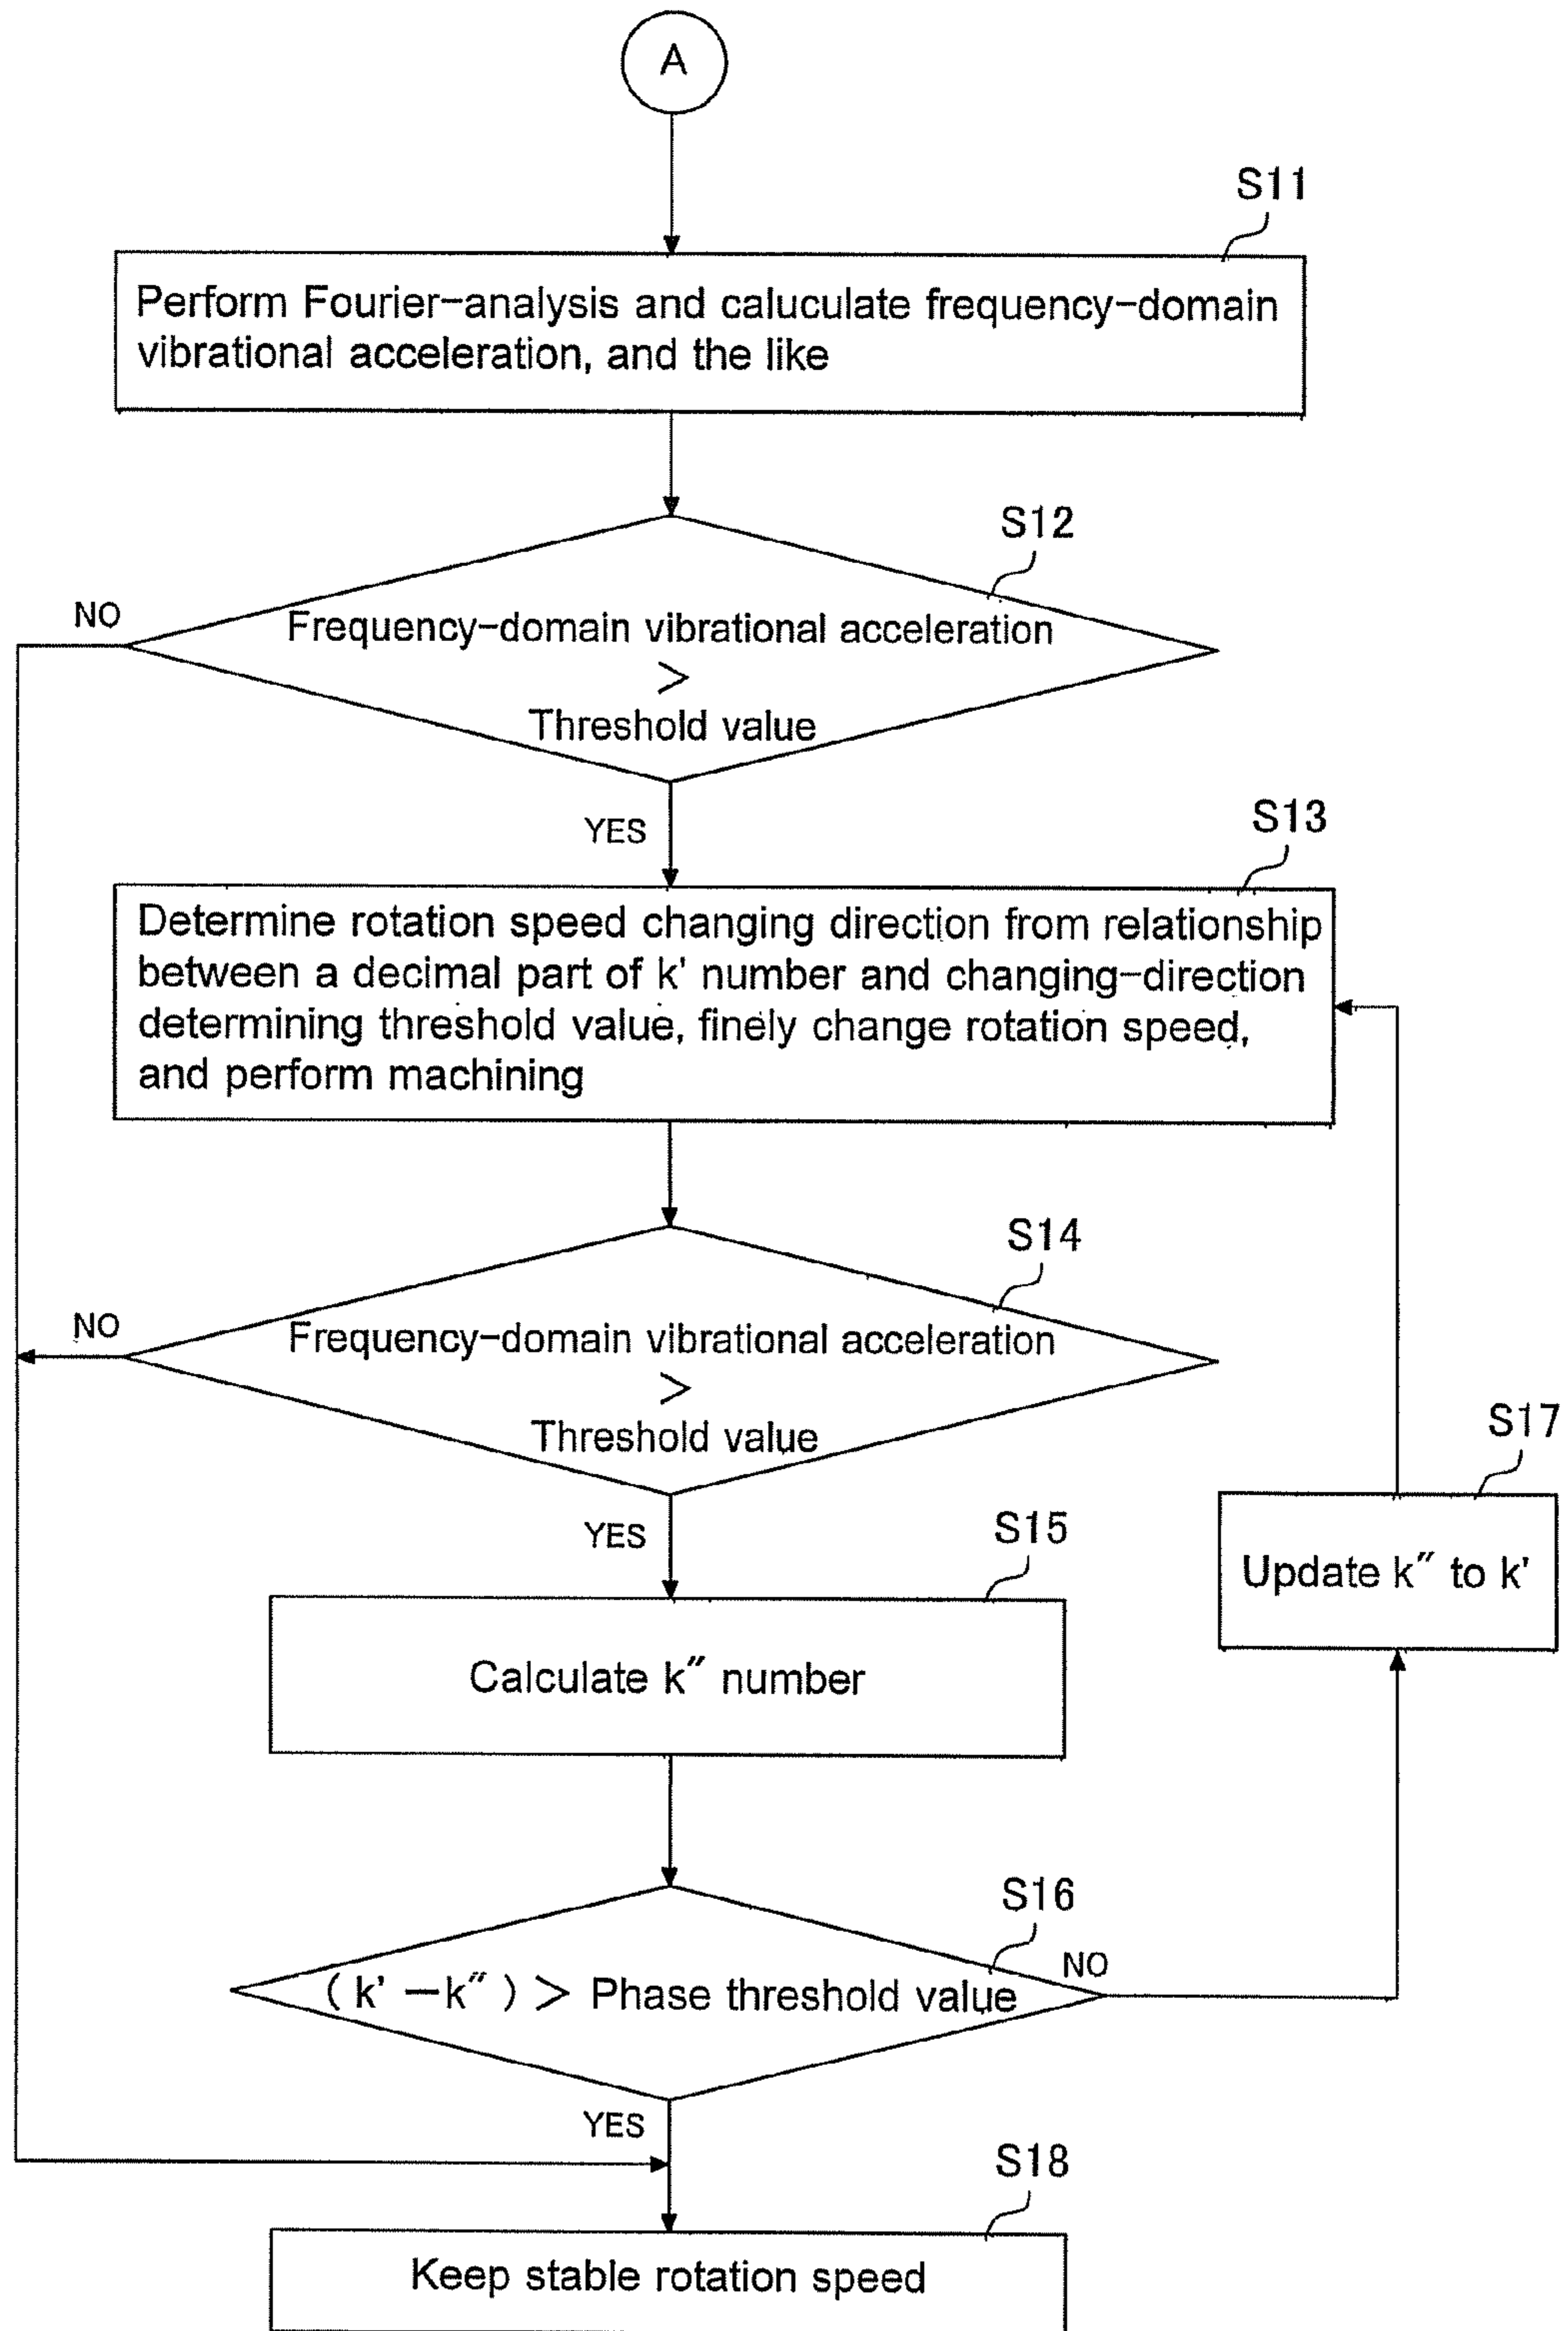 A
S11
Perform Fourier-analysis and caluculate frequency-domain
vibrational acceleration, and the like
S12
NO
Frequency-domain vibrational acceleration
>
Threshold value
YES
S13
Determine rotation speed changing direction from relationship
between a decimal part of k' number and changing-direction
determining threshold value, finely change rotation speed,
and perform machining
S14
NO
Frequency-domain vibrational acceleration
>
Threshold value
S17
Update k″ to k'
YES
S15
Calculate k″ number
S16
NO
(k' −k″) > Phase threshold value
YES
S18
Keep stable rotation speed